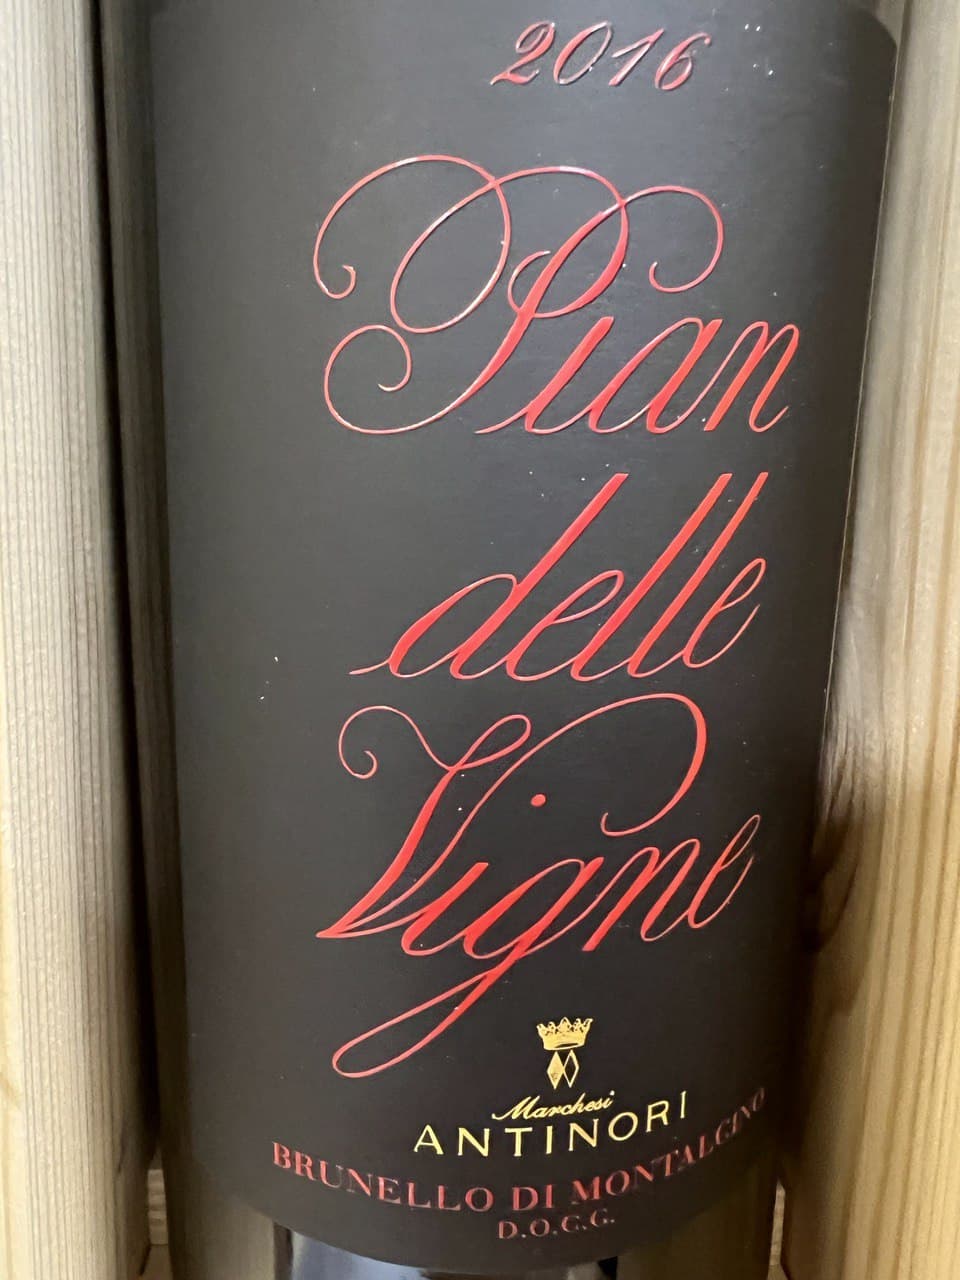 2016
Pian
delle
Vigne
Marchesi
ANTINORI
BRUNELLO DI MONTALCINO
D.O.C.G.